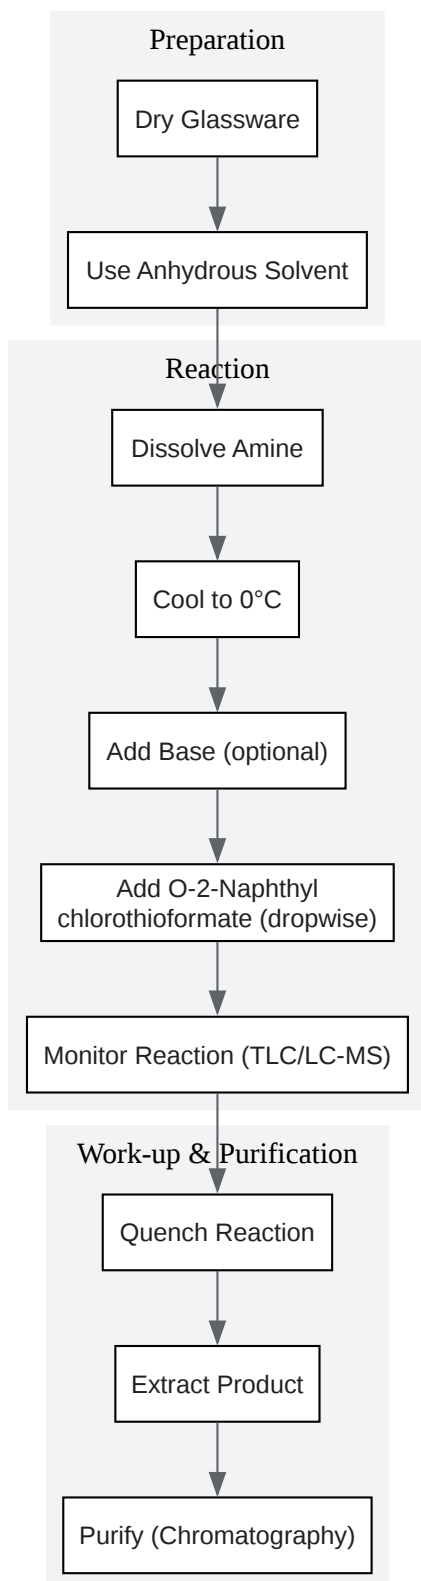 Preparation
Dry Glassware
Use Anhydrous Solvent
Reaction
Dissolve Amine
Cool to 0°C
Add Base (optional)
Add O-2-Naphthyl
chlorothioformate (dropwise)
Monitor Reaction (TLC/LC-MS)
Work-up & Purification
Quench Reaction
Extract Product
Purify (Chromatography)